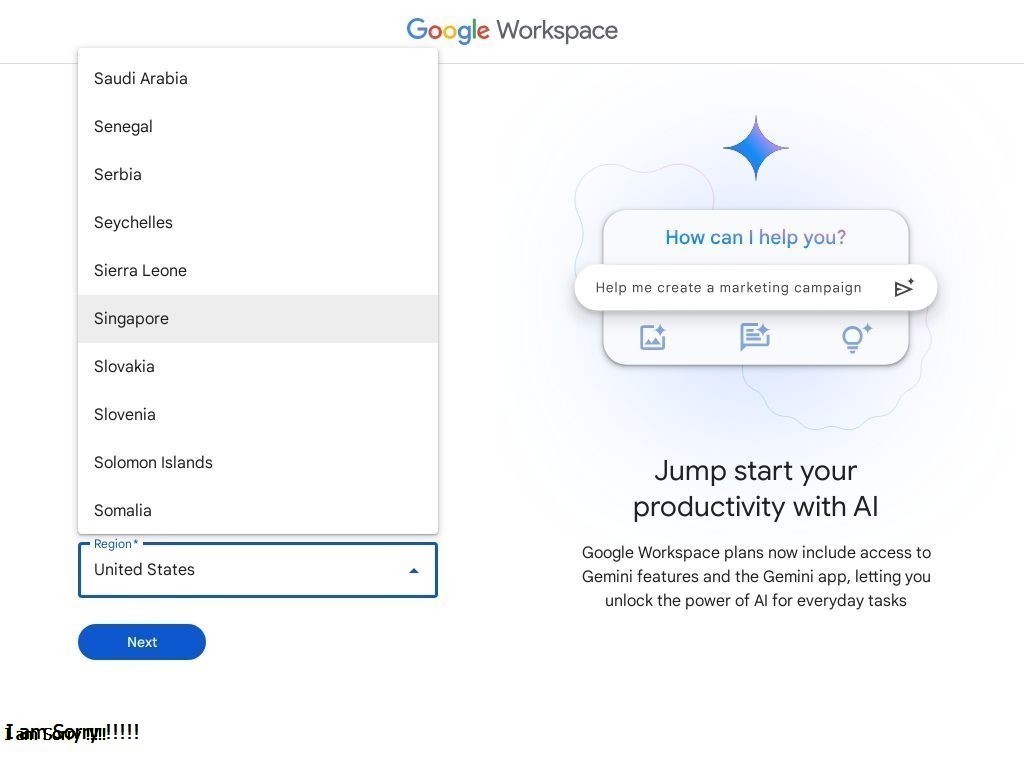 Google Workspace
Saudi Arabia
Senegal
Serbia
Seychelles
Sierra Leone
Singapore
Slovakia
Slovenia
Solomon Islands
Somalia
Region*
United States
Next
How can I help you?
Help me create a marketing campaign
Jump start your
productivity with AI
Google Workspace plans now include access to
Gemini features and the Gemini app, letting you
unlock the power of AI for everyday tasks
I am Sorry !!!!!
I am Sorry !!!!